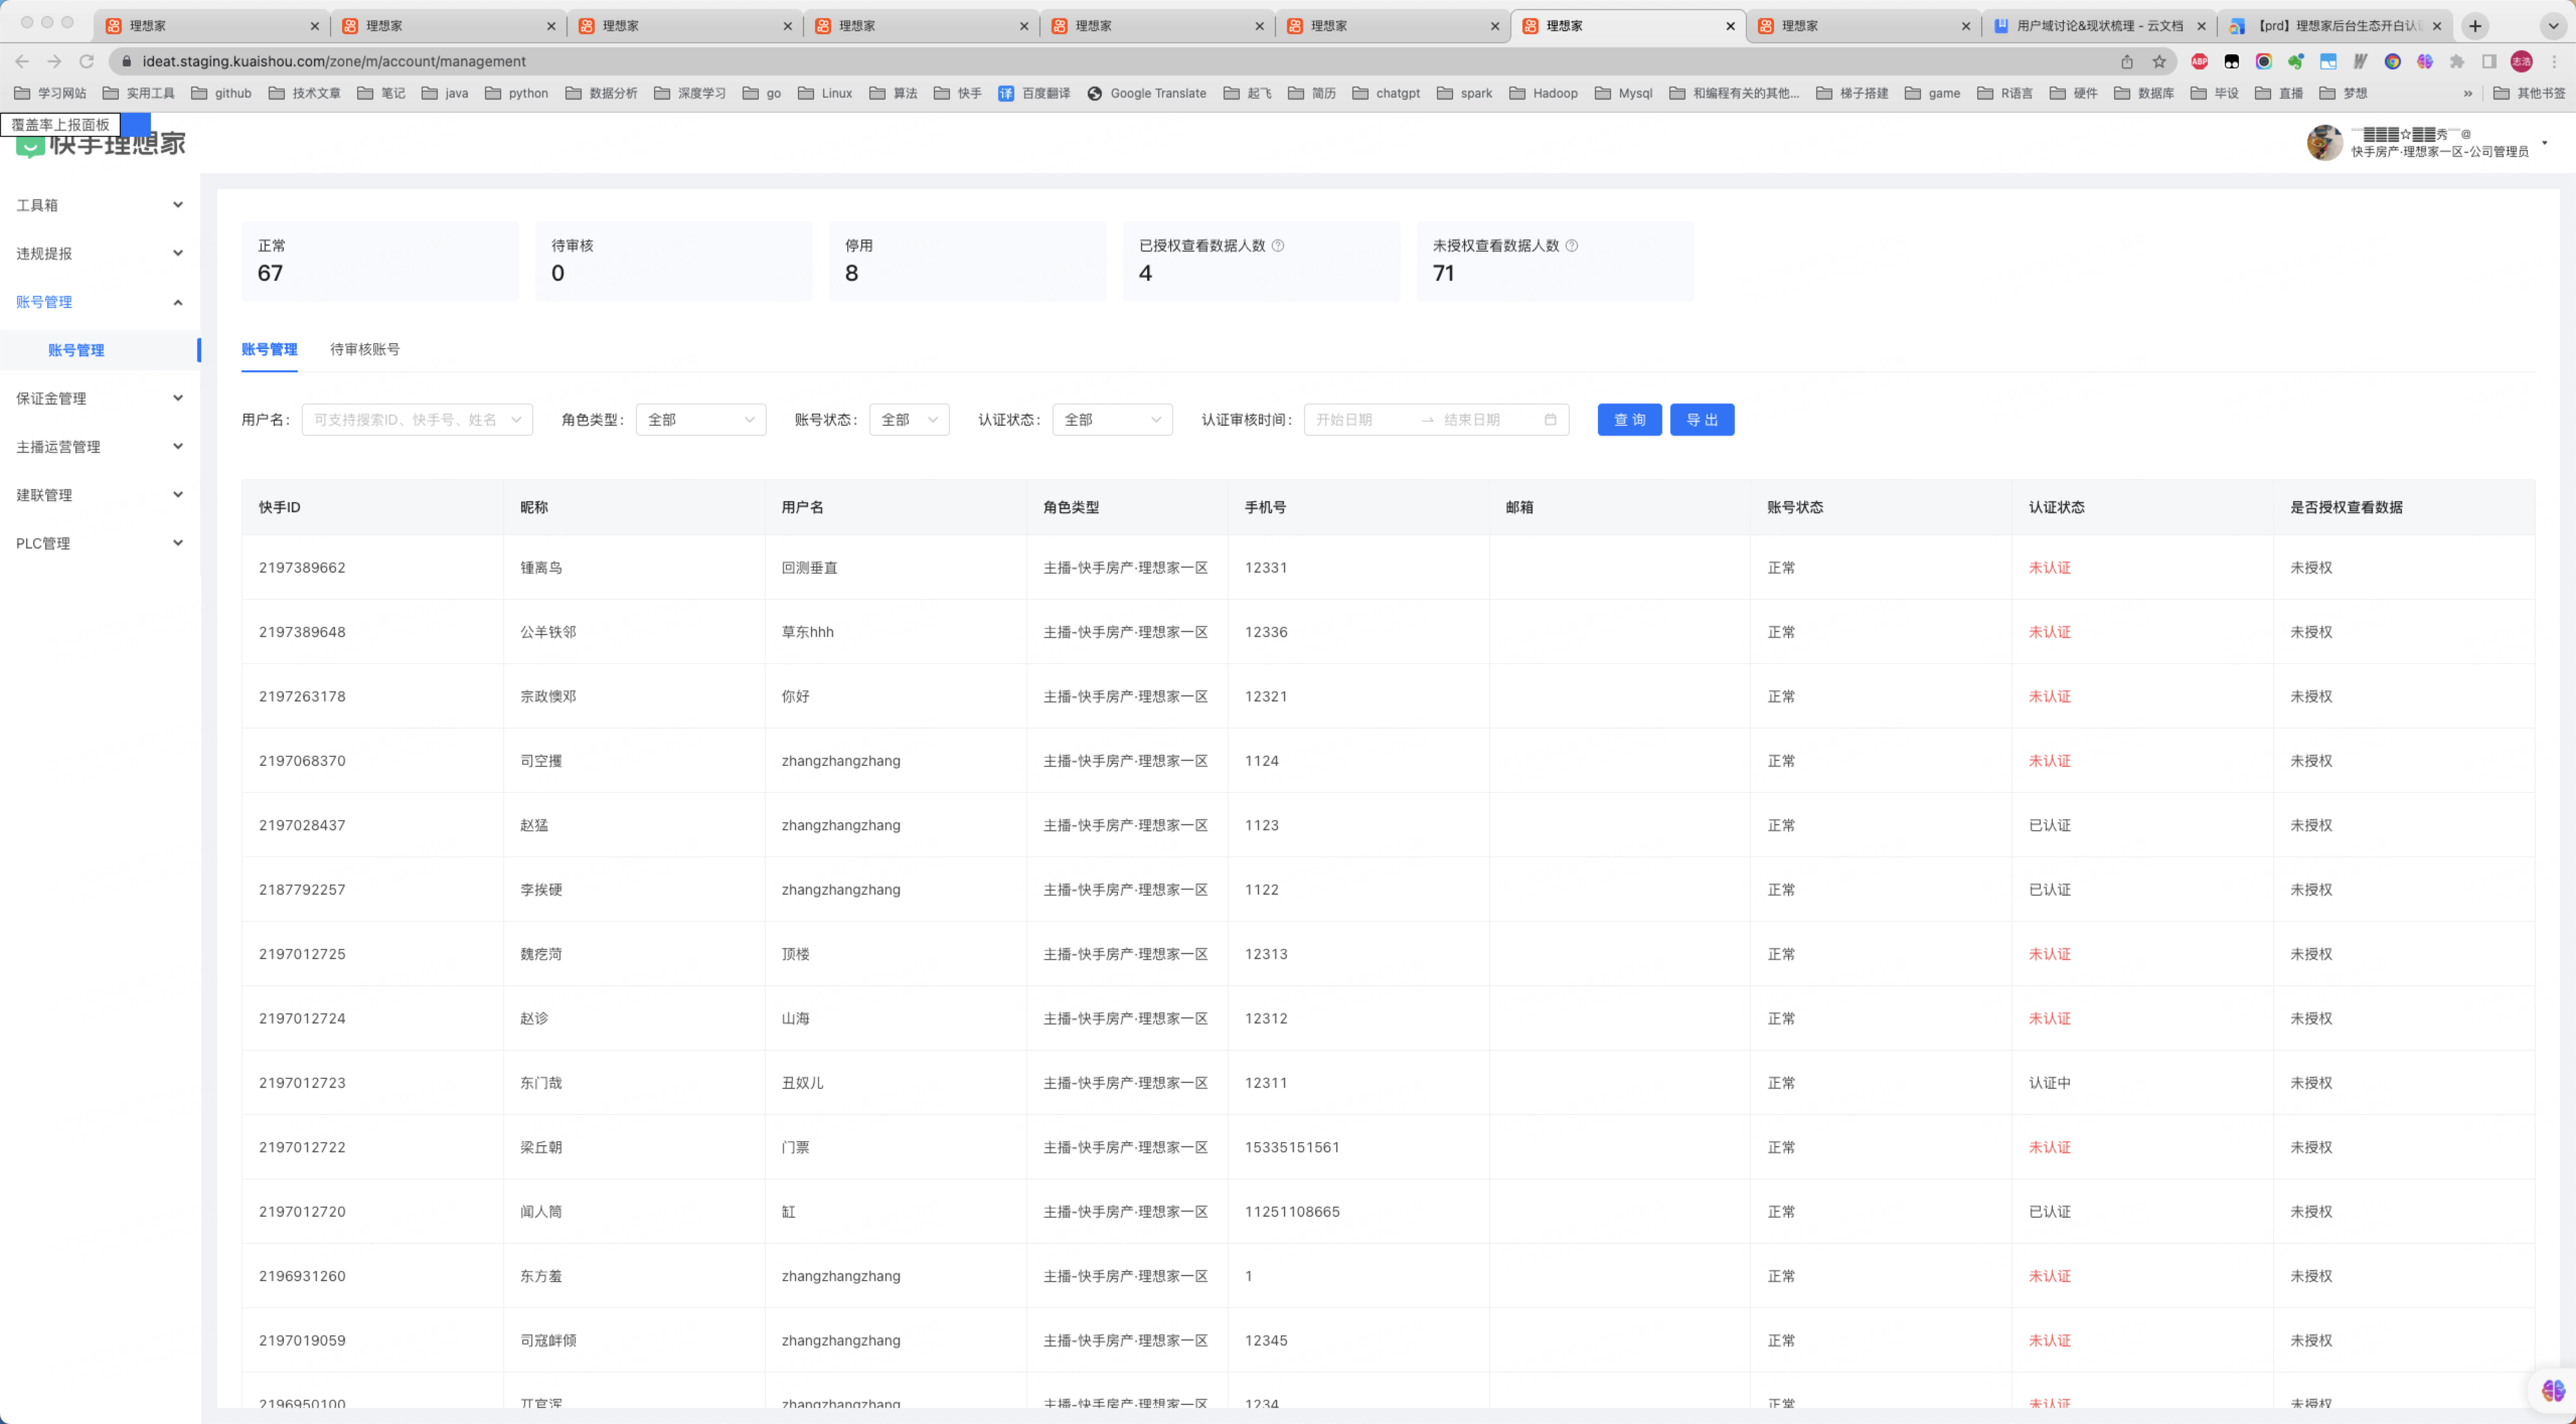 理想家 理想家 理想家 理想家 理想家 理想家 理想家 理想家 用户域讨论&现状梳理 - 云文档 【prd】理想家后台生态开白认
ideat.staging.kuaishou.com/zone/m/account/management ABP 志浩
学习网站 实用工具 github 技术文章 笔记 java python 数据分析 深度学习 go Linux 算法 快手 译 百度翻译 Google Translate 起飞 简历 chatgpt spark Hadoop Mysql 和编程有关的其他... 梯子搭建 game R语言 硬件 数据库 毕设 直播 梦想 » 其他书签
覆盖率上报面板
快手理想家
☆ 秀 @
快手房产·理想家一区-公司管理员
工具箱
违规提报
账号管理
账号管理
保证金管理
主播运营管理
建联管理
PLC管理
正常 待审核 停用 已授权查看数据人数 未授权查看数据人数
67 0 8 4 71
账号管理 待审核账号
用户名: 可支持搜索ID、快手号、姓名 角色类型: 全部 账号状态: 全部 认证状态: 全部 认证审核时间: 开始日期 → 结束日期 查询 导出
快手ID 昵称 用户名 角色类型 手机号 邮箱 账号状态 认证状态 是否授权查看数据
2197389662 锺离鸟 回测垂直 主播-快手房产·理想家一区 12331 正常 未认证 未授权
2197389648 公羊铁邻 草东hhh 主播-快手房产·理想家一区 12336 正常 未认证 未授权
2197263178 宗政懊邓 你好 主播-快手房产·理想家一区 12321 正常 未认证 未授权
2197068370 司空攫 zhangzhangzhang 主播-快手房产·理想家一区 1124 正常 未认证 未授权
2197028437 赵猛 zhangzhangzhang 主播-快手房产·理想家一区 1123 正常 已认证 未授权
2187792257 李挨硬 zhangzhangzhang 主播-快手房产·理想家一区 1122 正常 已认证 未授权
2197012725 魏疙菏 顶楼 主播-快手房产·理想家一区 12313 正常 未认证 未授权
2197012724 赵诊 山海 主播-快手房产·理想家一区 12312 正常 未认证 未授权
2197012723 东门哉 丑奴儿 主播-快手房产·理想家一区 12311 正常 认证中 未授权
2197012722 梁丘朝 门票 主播-快手房产·理想家一区 15335151561 正常 未认证 未授权
2197012720 闻人筒 缸 主播-快手房产·理想家一区 11251108665 正常 已认证 未授权
2196931260 东方羞 zhangzhangzhang 主播-快手房产·理想家一区 1 正常 未认证 未授权
2197019059 司寇倾 zhangzhangzhang 主播-快手房产·理想家一区 12345 正常 未认证 未授权
2196950100 zhangzhangzhang 主播-快手房产·理想家一区 1234 正常 未认证 未授权